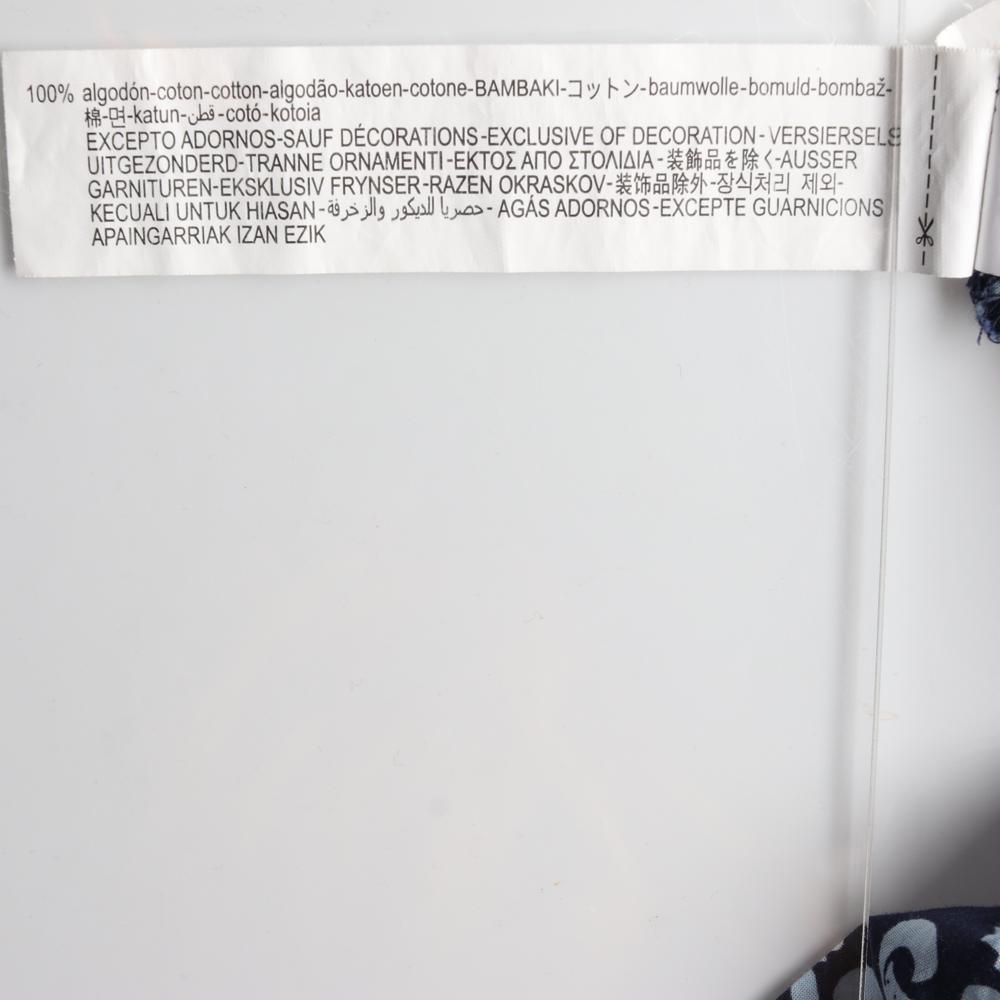 100% algodón-coton-cotton-algodão-katoen-cotone-BAMBAKI-コットン-baumwolle-bomuld-bombaž-
棉-면-katun-قطن-cotó-kotoia
EXCEPTO ADORNOS-SAUF DÉCORATIONS-EXCLUSIVE OF DECORATION-VERSIERSELS
UITGEZONDERD-TRANNE ORNAMENTI-ΕΚΤΟΣ ΑΠΟ ΣΤΟΛΙΔΙΑ-装飾品を除く-AUSSER
GARNITUREN-EKSKLUSIV FRYNSER-RAZEN OKRASKOV-装饰品除外-장식처리 제외-
KECUALI UNTUK HIASAN-حصريا للديكور والزخرفة-AGÁS ADORNOS-EXCEPTE GUARNICIONS
APAINGARRIAK IZAN EZIK